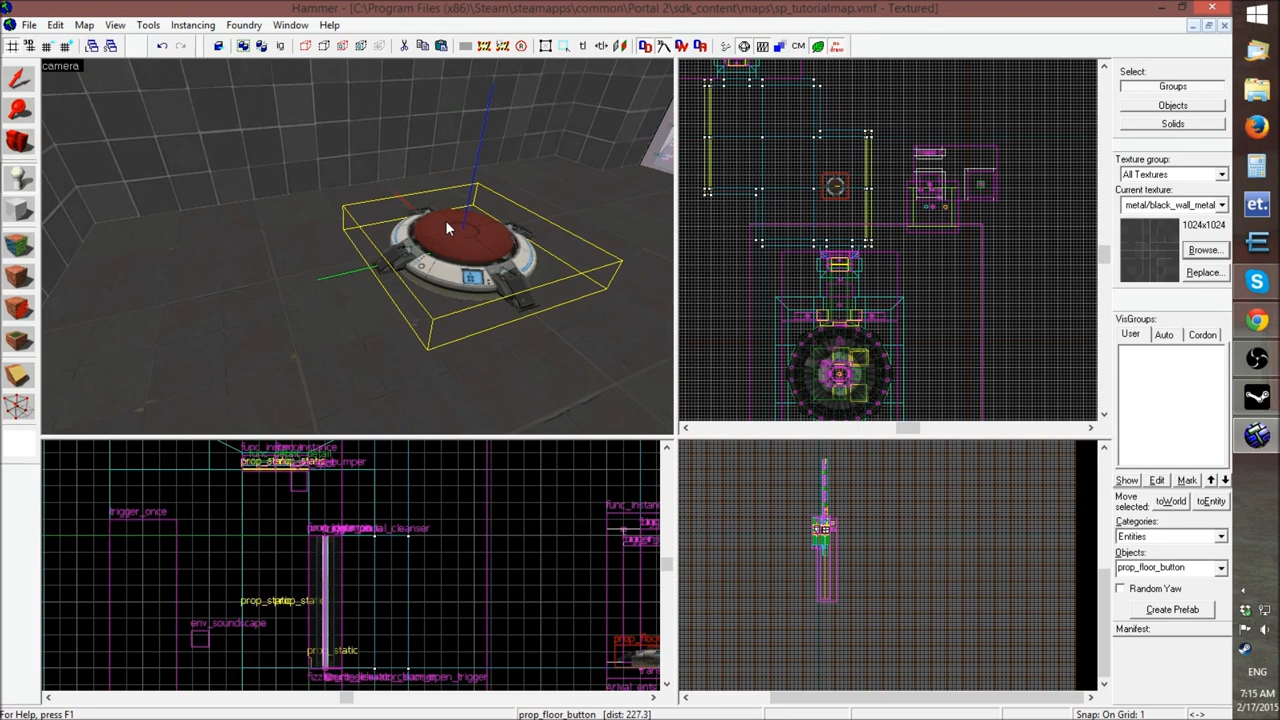 Hammer - [C:\Program Files (x86)\Steam\steamapps\common\Portal 2\sdk_content\maps\sp_tutorialmap.vmf - Textured]
File Edit Map View Tools Instancing Foundry Window Help
camera
Select:
Groups
Objects
Solids
Texture group:
All Textures
Current texture:
metal/black_wall_metal
1024x1024
Browse...
Replace...
VisGroups:
User Auto Cordon
Show Edit Mark
Move selected: toWorld toEntity
Categories:
Entities
Objects:
prop_floor_button
Random Yaw
Create Prefab
Manifest:
trigger_once
env_soundscape
prop_static
ENG
7:15 AM
2/17/2015
For Help, press F1
prop_floor_button [dist: 227.3]
Snap: On Grid: 1
<->